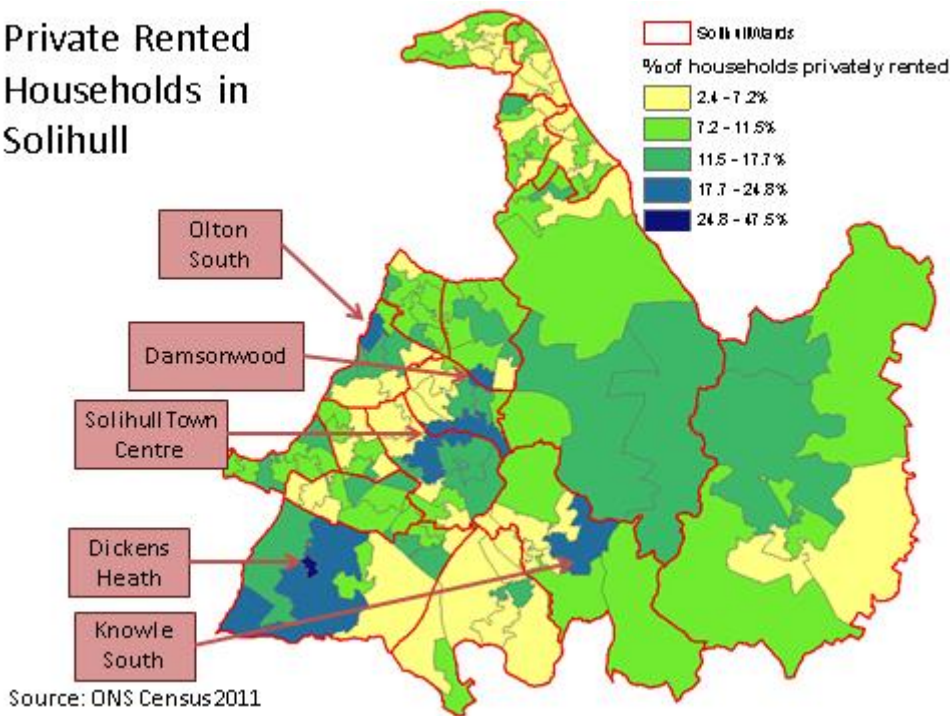 Private Rented
Households in
Solihull
Solihull Wards
% of households privately rented
2.4 - 7.2%
7.2 - 11.5%
11.5 - 17.7%
17.7 - 24.8%
24.8 - 47.5%
Olton
South
Damsonwood
Solihull Town
Centre
Dickens
Heath
Knowle
South
Source: ONS Census 2011